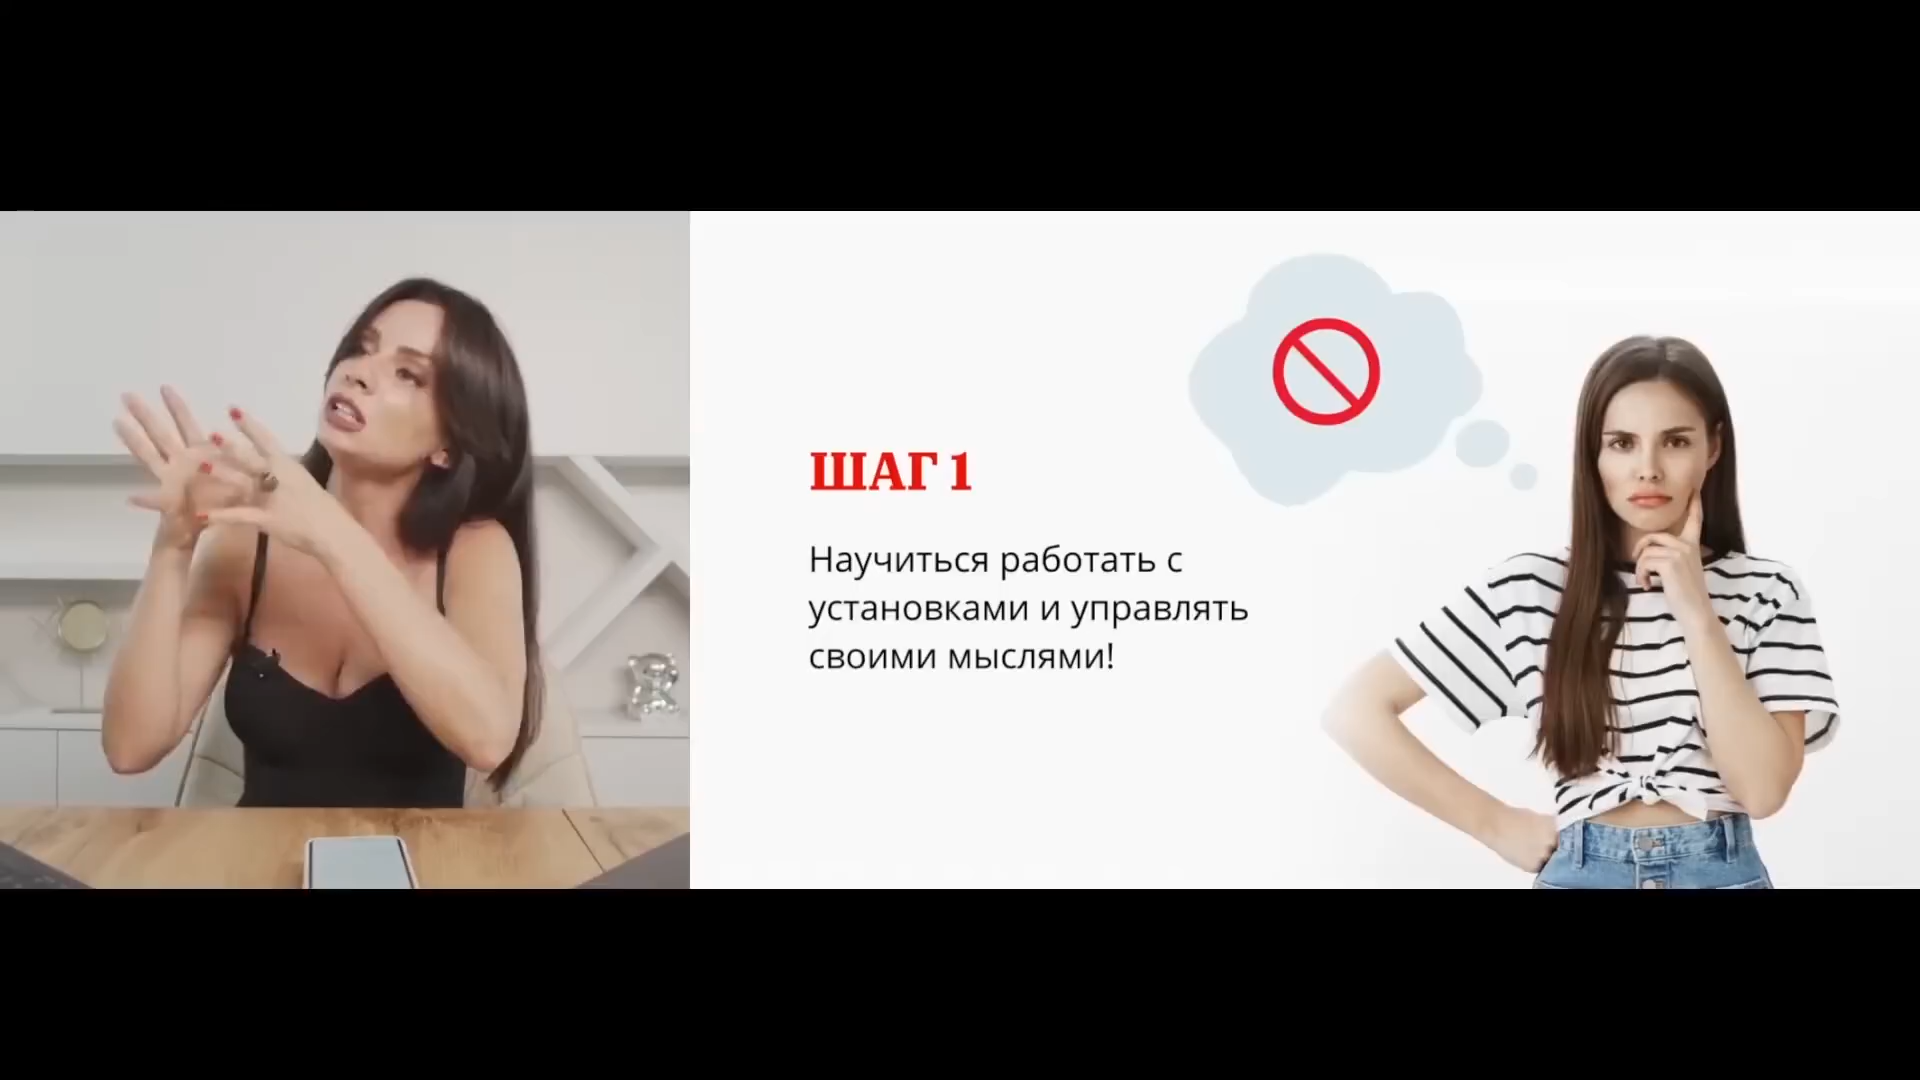 ШАГ 1
Научиться работать с
установками и управлять
своими мыслями!